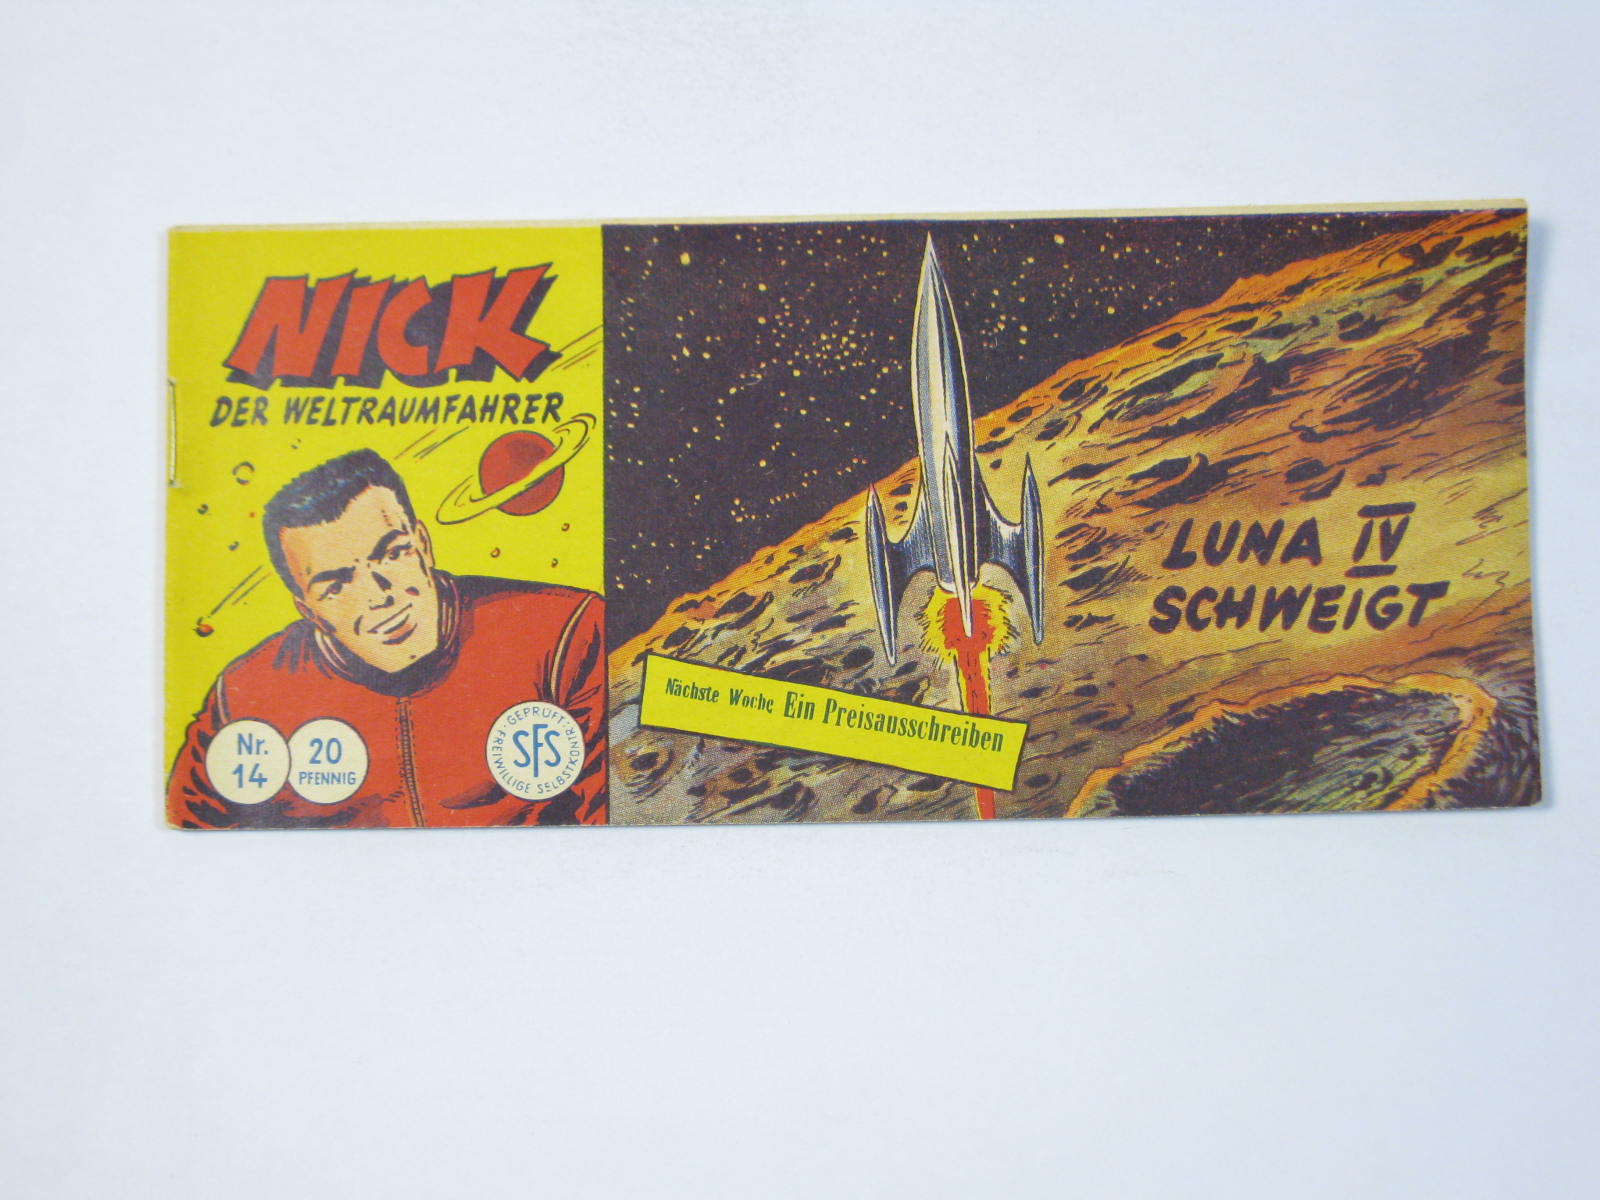 NICK
DER WELTRAUMFAHRER
Nr.
14
20
PFENNIG
GEPRÜFT · FREIWILLIGE SELBSTKONTR. ·
SFS
LUNA IV
SCHWEIGT
Nächste Woche Ein Preisausschreiben